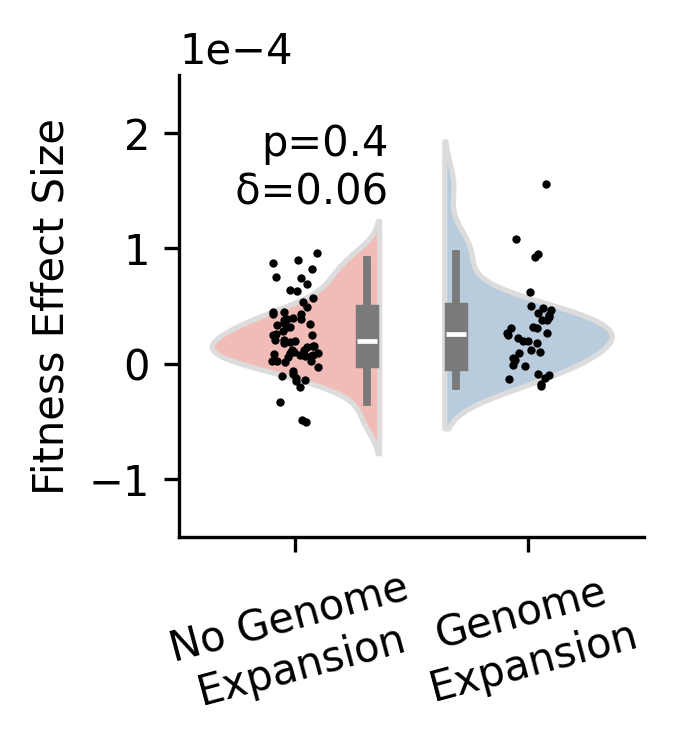 1e−4
Fitness Effect Size
2
1
0
−1
p=0.4
δ=0.06
No Genome
Expansion
Genome
Expansion